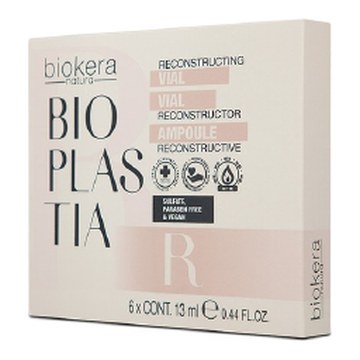 biokera
natura
BIO
PLAS
TIA
RECONSTRUCTING
VIAL
VIAL
RECONSTRUCTOR
AMPOULE
RECONSTRUCTIVE
SULFATE,
PARABEN FREE
& VEGAN
R
6 x CONT. 13 ml ℮ 0.44 FL.OZ.
biokera
natura